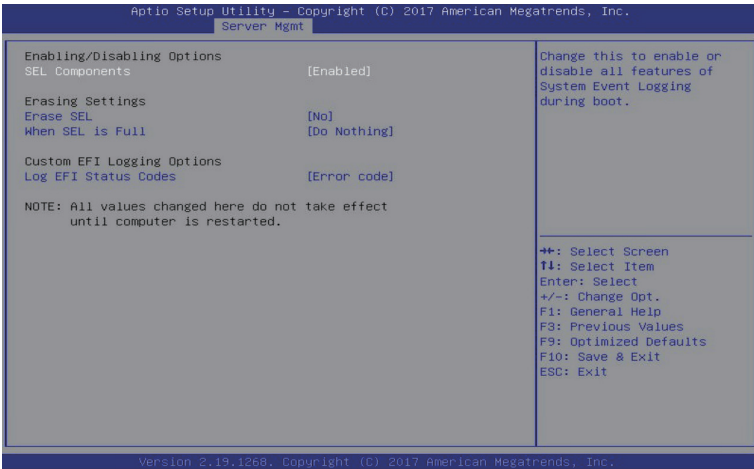 Aptio Setup Utility – Copyright (C) 2017 American Megatrends, Inc.
Server Mgmt
Enabling/Disabling Options
SEL Components [Enabled]
Erasing Settings
Erase SEL [No]
When SEL is Full [Do Nothing]
Custom EFI Logging Options
Log EFI Status Codes [Error code]
NOTE: All values changed here do not take effect
until computer is restarted.
Change this to enable or
disable all features of
System Event Logging
during boot.
→←: Select Screen
↑↓: Select Item
Enter: Select
+/-: Change Opt.
F1: General Help
F3: Previous Values
F9: Optimized Defaults
F10: Save & Exit
ESC: Exit
Version 2.19.1268. Copyright (C) 2017 American Megatrends, Inc.